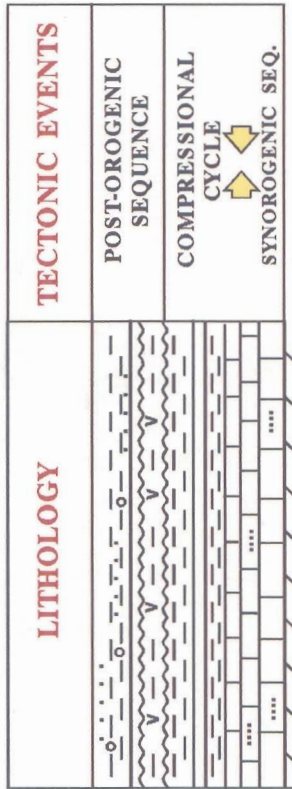 LITHOLOGY
TECTONIC EVENTS
POST-OROGENIC
SEQUENCE
COMPRESSIONAL
CYCLE
SYNOROGENIC SEQ.